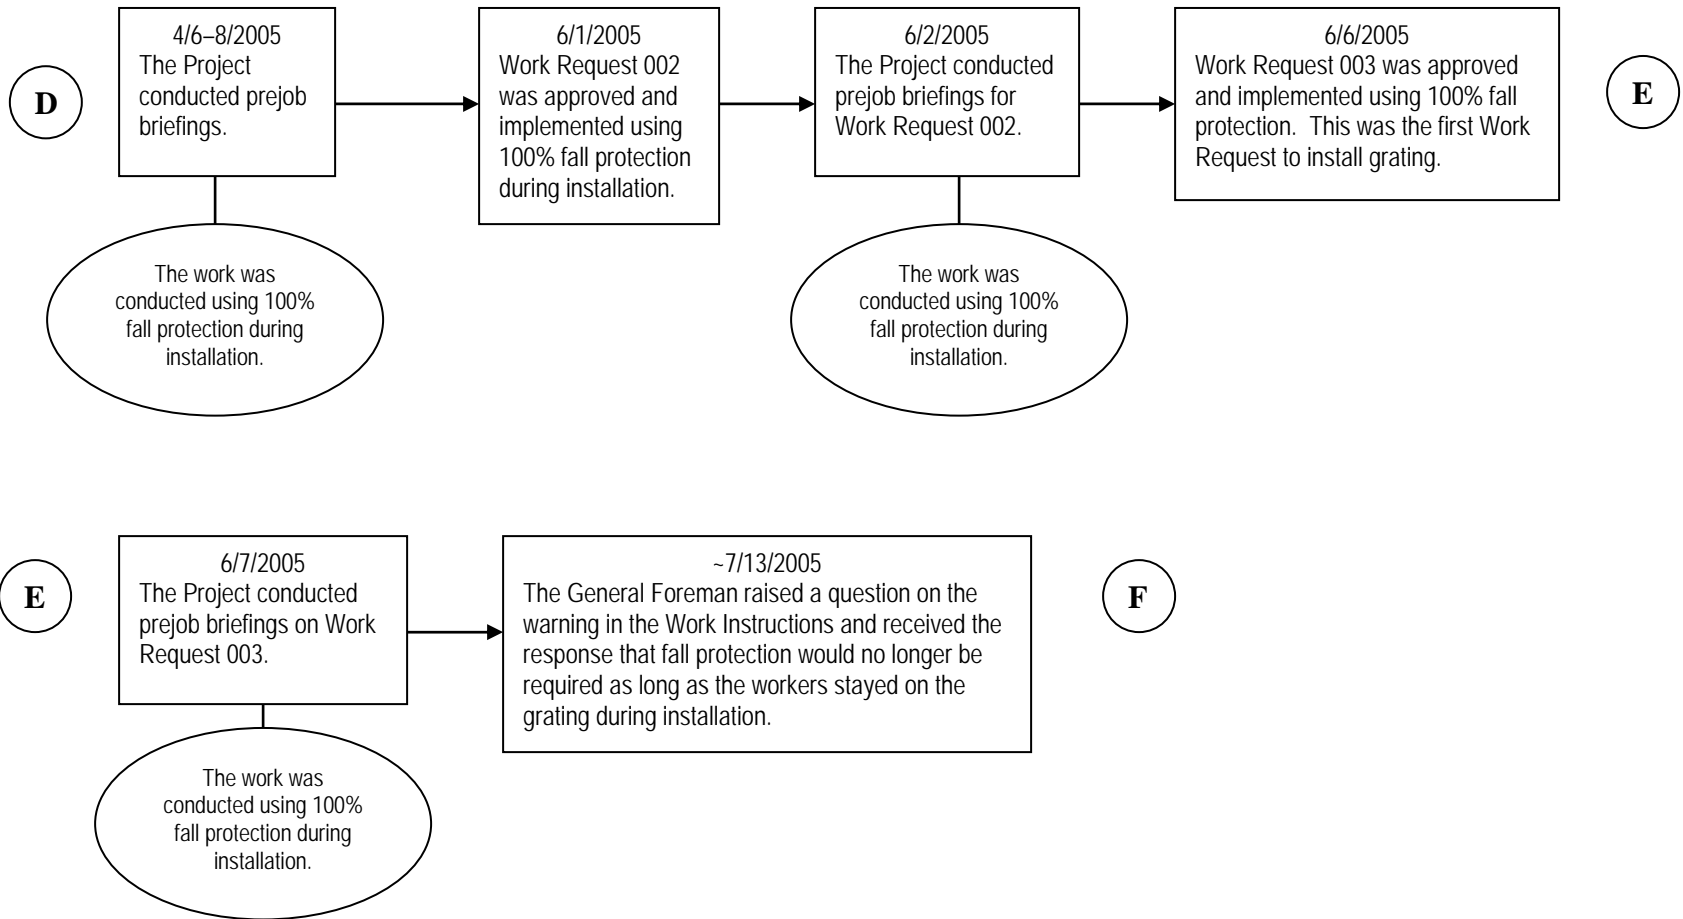 D
4/6–8/2005
The Project
conducted prejob
briefings.
6/1/2005
Work Request 002
was approved and
implemented using
100% fall protection
during installation.
6/2/2005
The Project conducted
prejob briefings for
Work Request 002.
6/6/2005
Work Request 003 was approved
and implemented using 100% fall
protection.  This was the first Work
Request to install grating.
E
The work was
conducted using 100%
fall protection during
installation.
The work was
conducted using 100%
fall protection during
installation.
E
6/7/2005
The Project conducted
prejob briefings on Work
Request 003.
~7/13/2005
The General Foreman raised a question on the
warning in the Work Instructions and received the
response that fall protection would no longer be
required as long as the workers stayed on the
grating during installation.
F
The work was
conducted using 100%
fall protection during
installation.